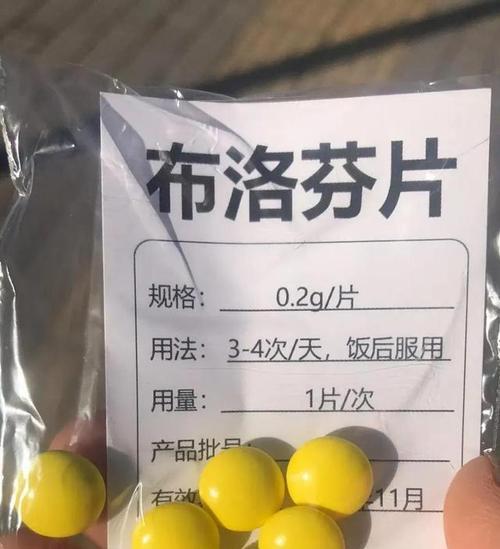 布洛芬片
规格： 0.2g/片
用法： 3-4次/天，饭后服用
用量： 1片/次
产品批号
有效 11月